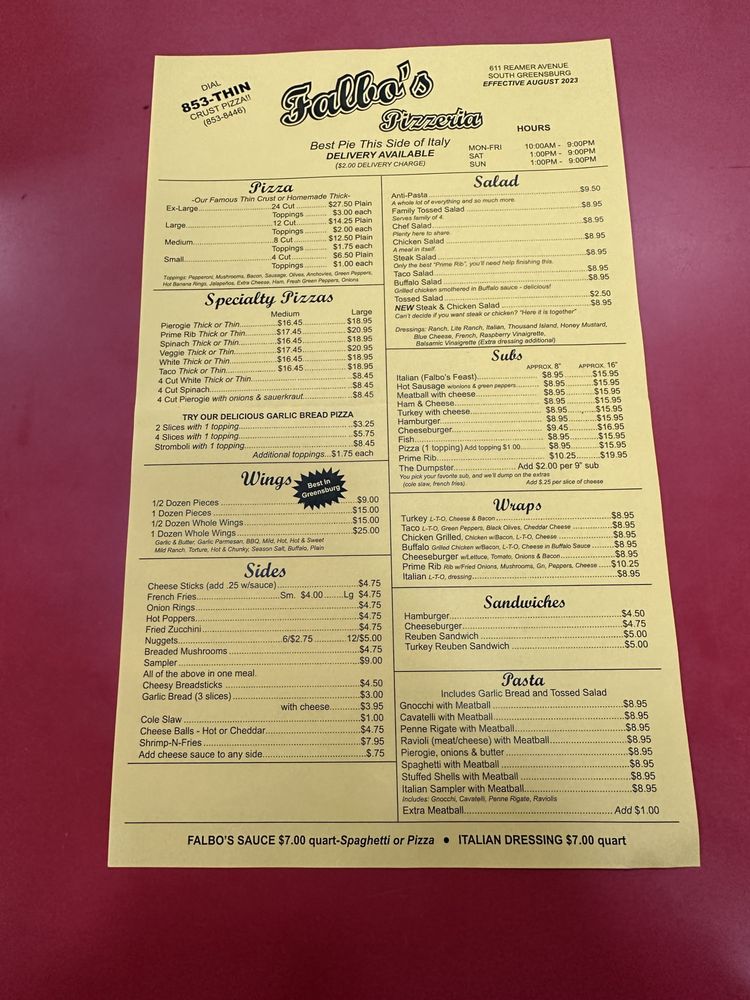 DIAL
853-THIN
CRUST PIZZA!!
(853-8446)
Falbo's
Pizzeria
Best Pie This Side of Italy
DELIVERY AVAILABLE
($2.00 DELIVERY CHARGE)
611 REAMER AVENUE
SOUTH GREENSBURG
EFFECTIVE AUGUST 2023
HOURS
MON-FRI 10:00AM - 9:00PM
SAT 1:00PM - 9:00PM
SUN 1:00PM - 9:00PM
Pizza
-Our Famous Thin Crust or Homemade Thick-
Ex-Large 24 Cut $27.50 Plain
Toppings $3.00 each
Large 12 Cut $14.25 Plain
Toppings $2.00 each
Medium 8 Cut $12.50 Plain
Toppings $1.75 each
Small 4 Cut $6.50 Plain
Toppings $1.00 each
Toppings: Pepperoni, Mushrooms, Bacon, Sausage, Olives, Anchovies, Green Peppers,
Hot Banana Rings, Jalapeños, Extra Cheese, Ham, Fresh Green Peppers, Onions
Specialty Pizzas
Medium Large
Pierogie Thick or Thin $16.45 $18.95
Prime Rib Thick or Thin $17.45 $20.95
Spinach Thick or Thin $16.45 $18.95
Veggie Thick or Thin $17.45 $20.95
White Thick or Thin $16.45 $18.95
Taco Thick or Thin $16.45 $18.95
4 Cut White Thick or Thin $8.45
4 Cut Spinach $8.45
4 Cut Pierogie with onions & sauerkraut $8.45
TRY OUR DELICIOUS GARLIC BREAD PIZZA
2 Slices with 1 topping $3.25
4 Slices with 1 topping $5.75
Stromboli with 1 topping $8.45
Additional toppings...$1.75 each
Wings
Best in
Greensburg
1/2 Dozen Pieces $9.00
1 Dozen Pieces $15.00
1/2 Dozen Whole Wings $15.00
1 Dozen Whole Wings $25.00
Garlic & Butter, Garlic Parmesan, BBQ, Mild, Hot, Hot & Sweet
Mild Ranch, Torture, Hot & Chunky, Season Salt, Buffalo, Plain
Sides
Cheese Sticks (add .25 w/sauce) $4.75
French Fries Sm. $4.00 Lg $4.75
Onion Rings $4.75
Hot Poppers $4.75
Fried Zucchini $4.75
Nuggets 6/$2.75 12/$5.00
Breaded Mushrooms $4.75
Sampler $9.00
All of the above in one meal.
Cheesy Breadsticks $4.50
Garlic Bread (3 slices) $3.00
with cheese $3.95
Cole Slaw $1.00
Cheese Balls - Hot or Cheddar $4.75
Shrimp-N-Fries $7.95
Add cheese sauce to any side $.75
Salad
Anti-Pasta $9.50
A whole lot of everything and so much more.
Family Tossed Salad $8.95
Serves family of 4.
Chef Salad $8.95
Plenty here to share.
Chicken Salad $8.95
A meal in itself.
Steak Salad $8.95
Only the best "Prime Rib", you'll need help finishing this.
Taco Salad $8.95
Buffalo Salad $8.95
Grilled chicken smothered in Buffalo sauce - delicious!
Tossed Salad $2.50
NEW Steak & Chicken Salad $8.95
Can't decide if you want steak or chicken? "Here it is together"
Dressings: Ranch, Lite Ranch, Italian, Thousand Island, Honey Mustard,
Blue Cheese, French, Raspberry Vinaigrette,
Balsamic Vinaigrette (Extra dressing additional)
Subs
APPROX. 8" APPROX. 16"
Italian (Falbo's Feast) $8.95 $15.95
Hot Sausage w/onions & green peppers $8.95 $15.95
Meatball with cheese $8.95 $15.95
Ham & Cheese $8.95 $15.95
Turkey with cheese $8.95 $15.95
Hamburger $8.95 $15.95
Cheeseburger $9.45 $16.95
Fish $8.95 $15.95
Pizza (1 topping) Add topping $1.00 $8.95 $15.95
Prime Rib $10.25 $19.95
The Dumpster Add $2.00 per 9" sub
You pick your favorite sub, and we'll dump on the extras
(cole slaw, french fries) Add $.25 per slice of cheese
Wraps
Turkey L-T-O, Cheese & Bacon $8.95
Taco L-T-O, Green Peppers, Black Olives, Cheddar Cheese $8.95
Chicken Grilled, Chicken w/Bacon, L-T-O, Cheese $8.95
Buffalo Grilled Chicken w/Bacon, L-T-O, Cheese in Buffalo Sauce $8.95
Cheeseburger w/Lettuce, Tomato, Onions & Bacon $8.95
Prime Rib Rib w/Fried Onions, Mushrooms, Gn, Peppers, Cheese $10.25
Italian L-T-O, dressing $8.95
Sandwiches
Hamburger $4.50
Cheeseburger $4.75
Reuben Sandwich $5.00
Turkey Reuben Sandwich $5.00
Pasta
Includes Garlic Bread and Tossed Salad
Gnocchi with Meatball $8.95
Cavatelli with Meatball $8.95
Penne Rigate with Meatball $8.95
Ravioli (meat/cheese) with Meatball $8.95
Pierogie, onions & butter $8.95
Spaghetti with Meatball $8.95
Stuffed Shells with Meatball $8.95
Italian Sampler with Meatball $8.95
Includes: Gnocchi, Cavatelli, Penne Rigate, Raviolis
Extra Meatball Add $1.00
FALBO'S SAUCE $7.00 quart-Spaghetti or Pizza • ITALIAN DRESSING $7.00 quart